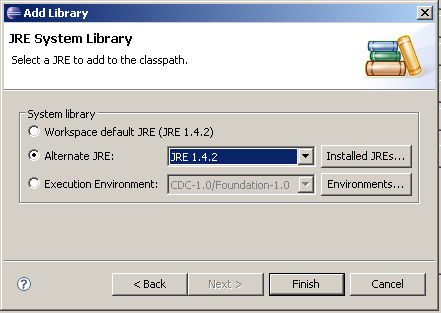 Add Library
JRE System Library
Select a JRE to add to the classpath.
System library
Workspace default JRE (JRE 1.4.2)
Alternate JRE: JRE 1.4.2 Installed JREs...
Execution Environment: CDC-1.0/Foundation-1.0 Environments...
? < Back Next > Finish Cancel